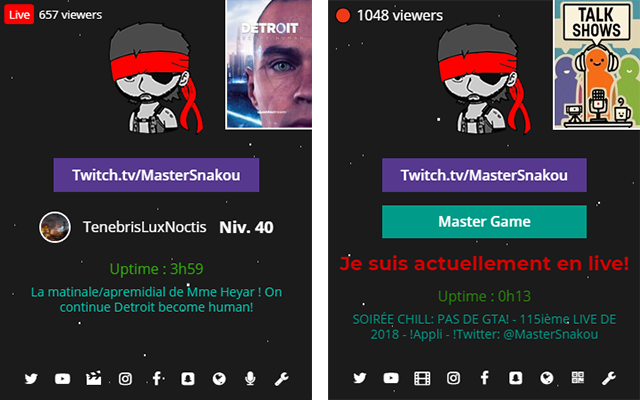 Live 657 viewers
DETROIT
Twitch.tv/MasterSnakou
TenebrisLuxNoctis Niv. 40
Uptime : 3h59
La matinale/apremidial de Mme Heyar ! On
continue Detroit become human!
1048 viewers
TALK
SHOWS
Twitch.tv/MasterSnakou
Master Game
Je suis actuellement en live!
Uptime : 0h13
SOIRÉE CHILL: PAS DE GTA! - 115ième LIVE DE
2018 - !Appli - !Twitter: @MasterSnakou